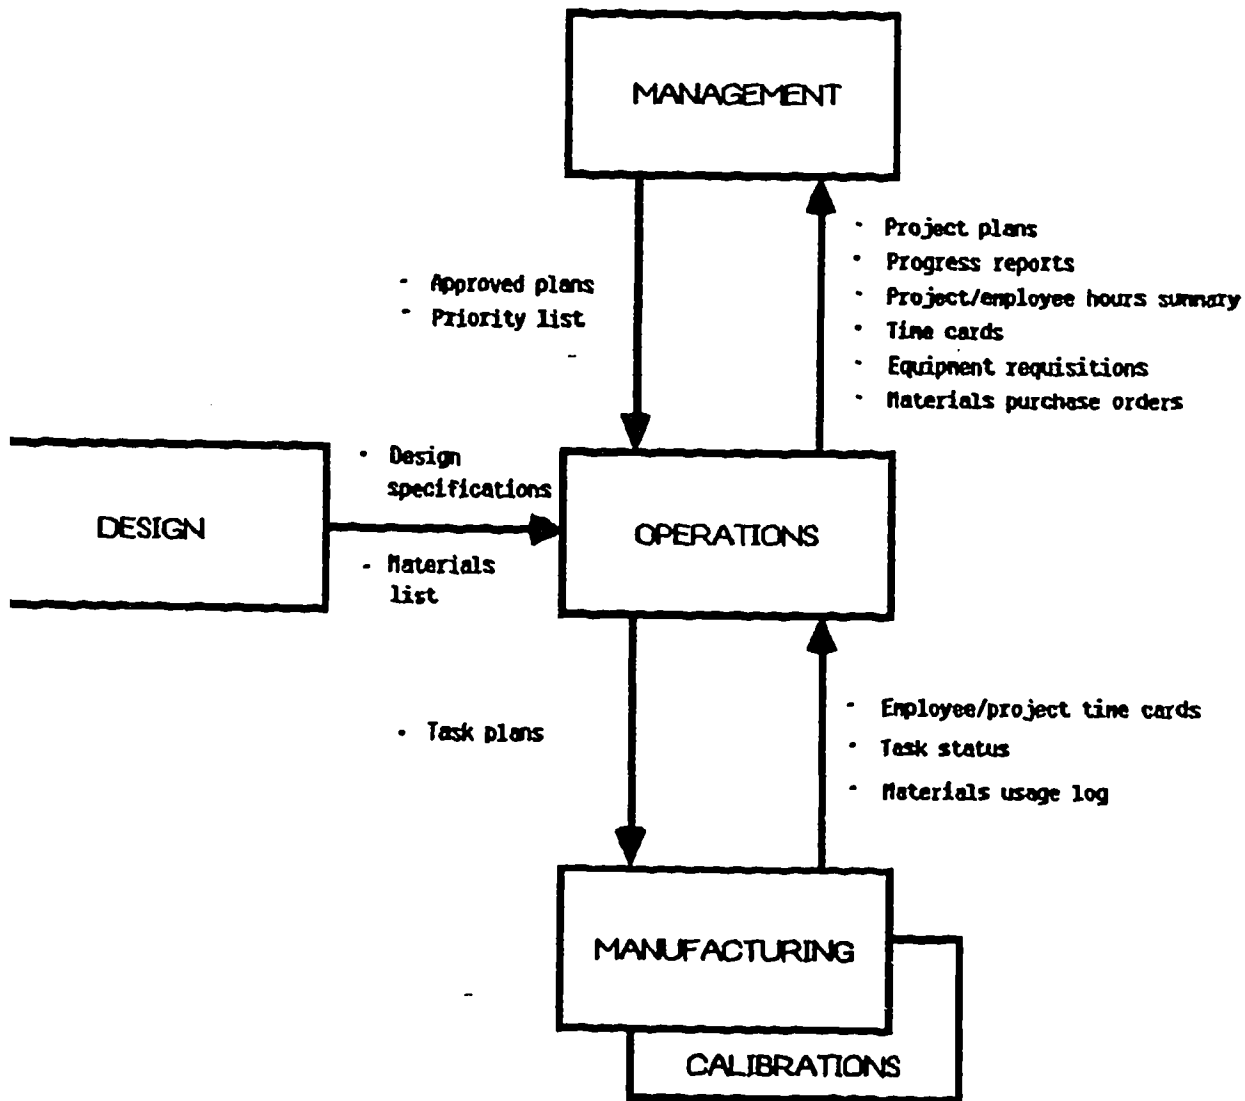 MANAGEMENT
· Project plans
· Progress reports
· Project/employee hours summary
· Time cards
· Equipment requisitions
· Materials purchase orders
- Approved plans
- Priority list
DESIGN
· Design
specifications
- Materials
list
OPERATIONS
· Task plans
- Employee/project time cards
· Task status
· Materials usage log
MANUFACTURING
CALIBRATIONS